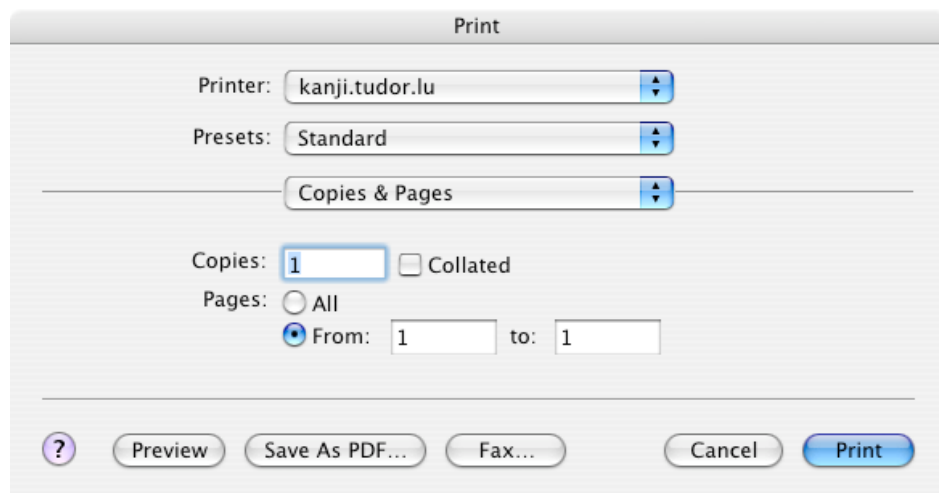 Print
Printer: kanji.tudor.lu
Presets: Standard
Copies & Pages
Copies: 1 Collated
Pages: All
From: 1 to: 1
? Preview Save As PDF... Fax... Cancel Print